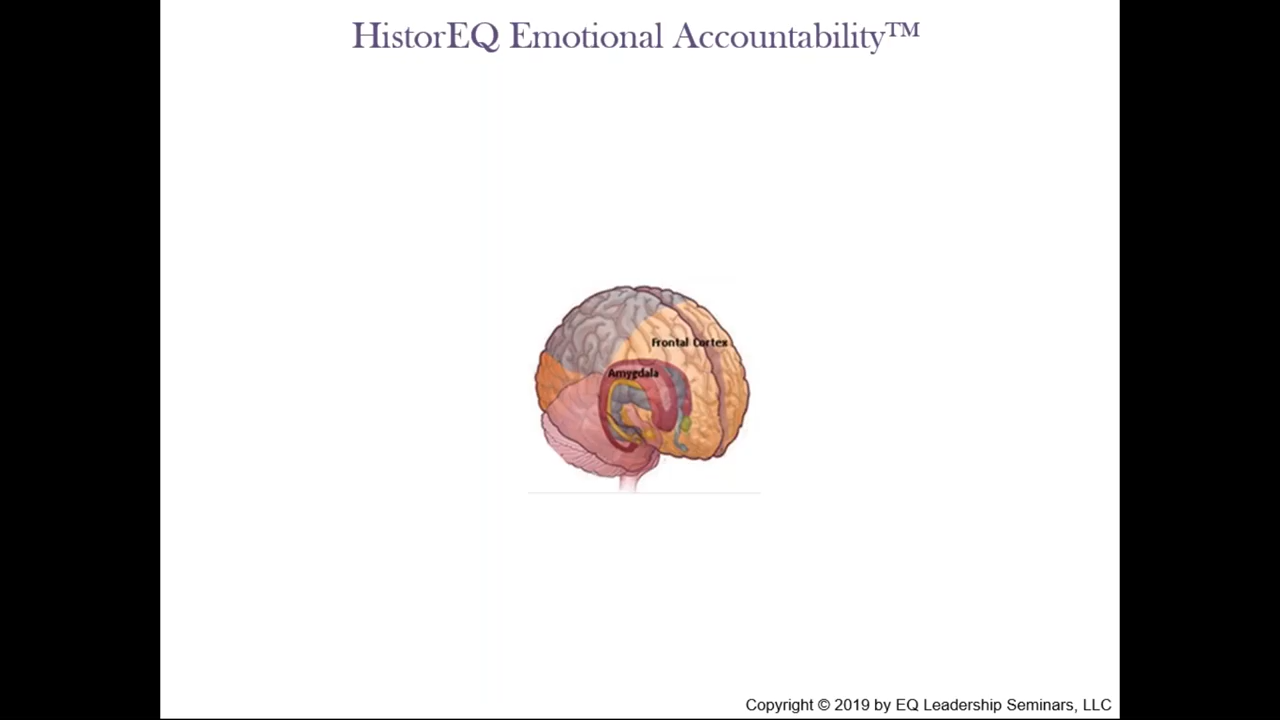 HistorEQ Emotional Accountability™
Frontal Cortex
Amygdala
Copyright © 2019 by EQ Leadership Seminars, LLC